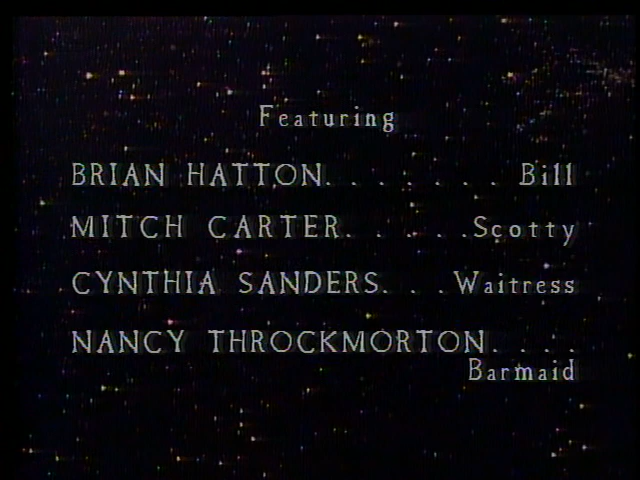 Featuring
BRIAN HATTON. . . . . . . Bill
MITCH CARTER. . . . .Scotty
CYNTHIA SANDERS. . .Waitress
NANCY THROCKMORTON. . . .
Barmaid